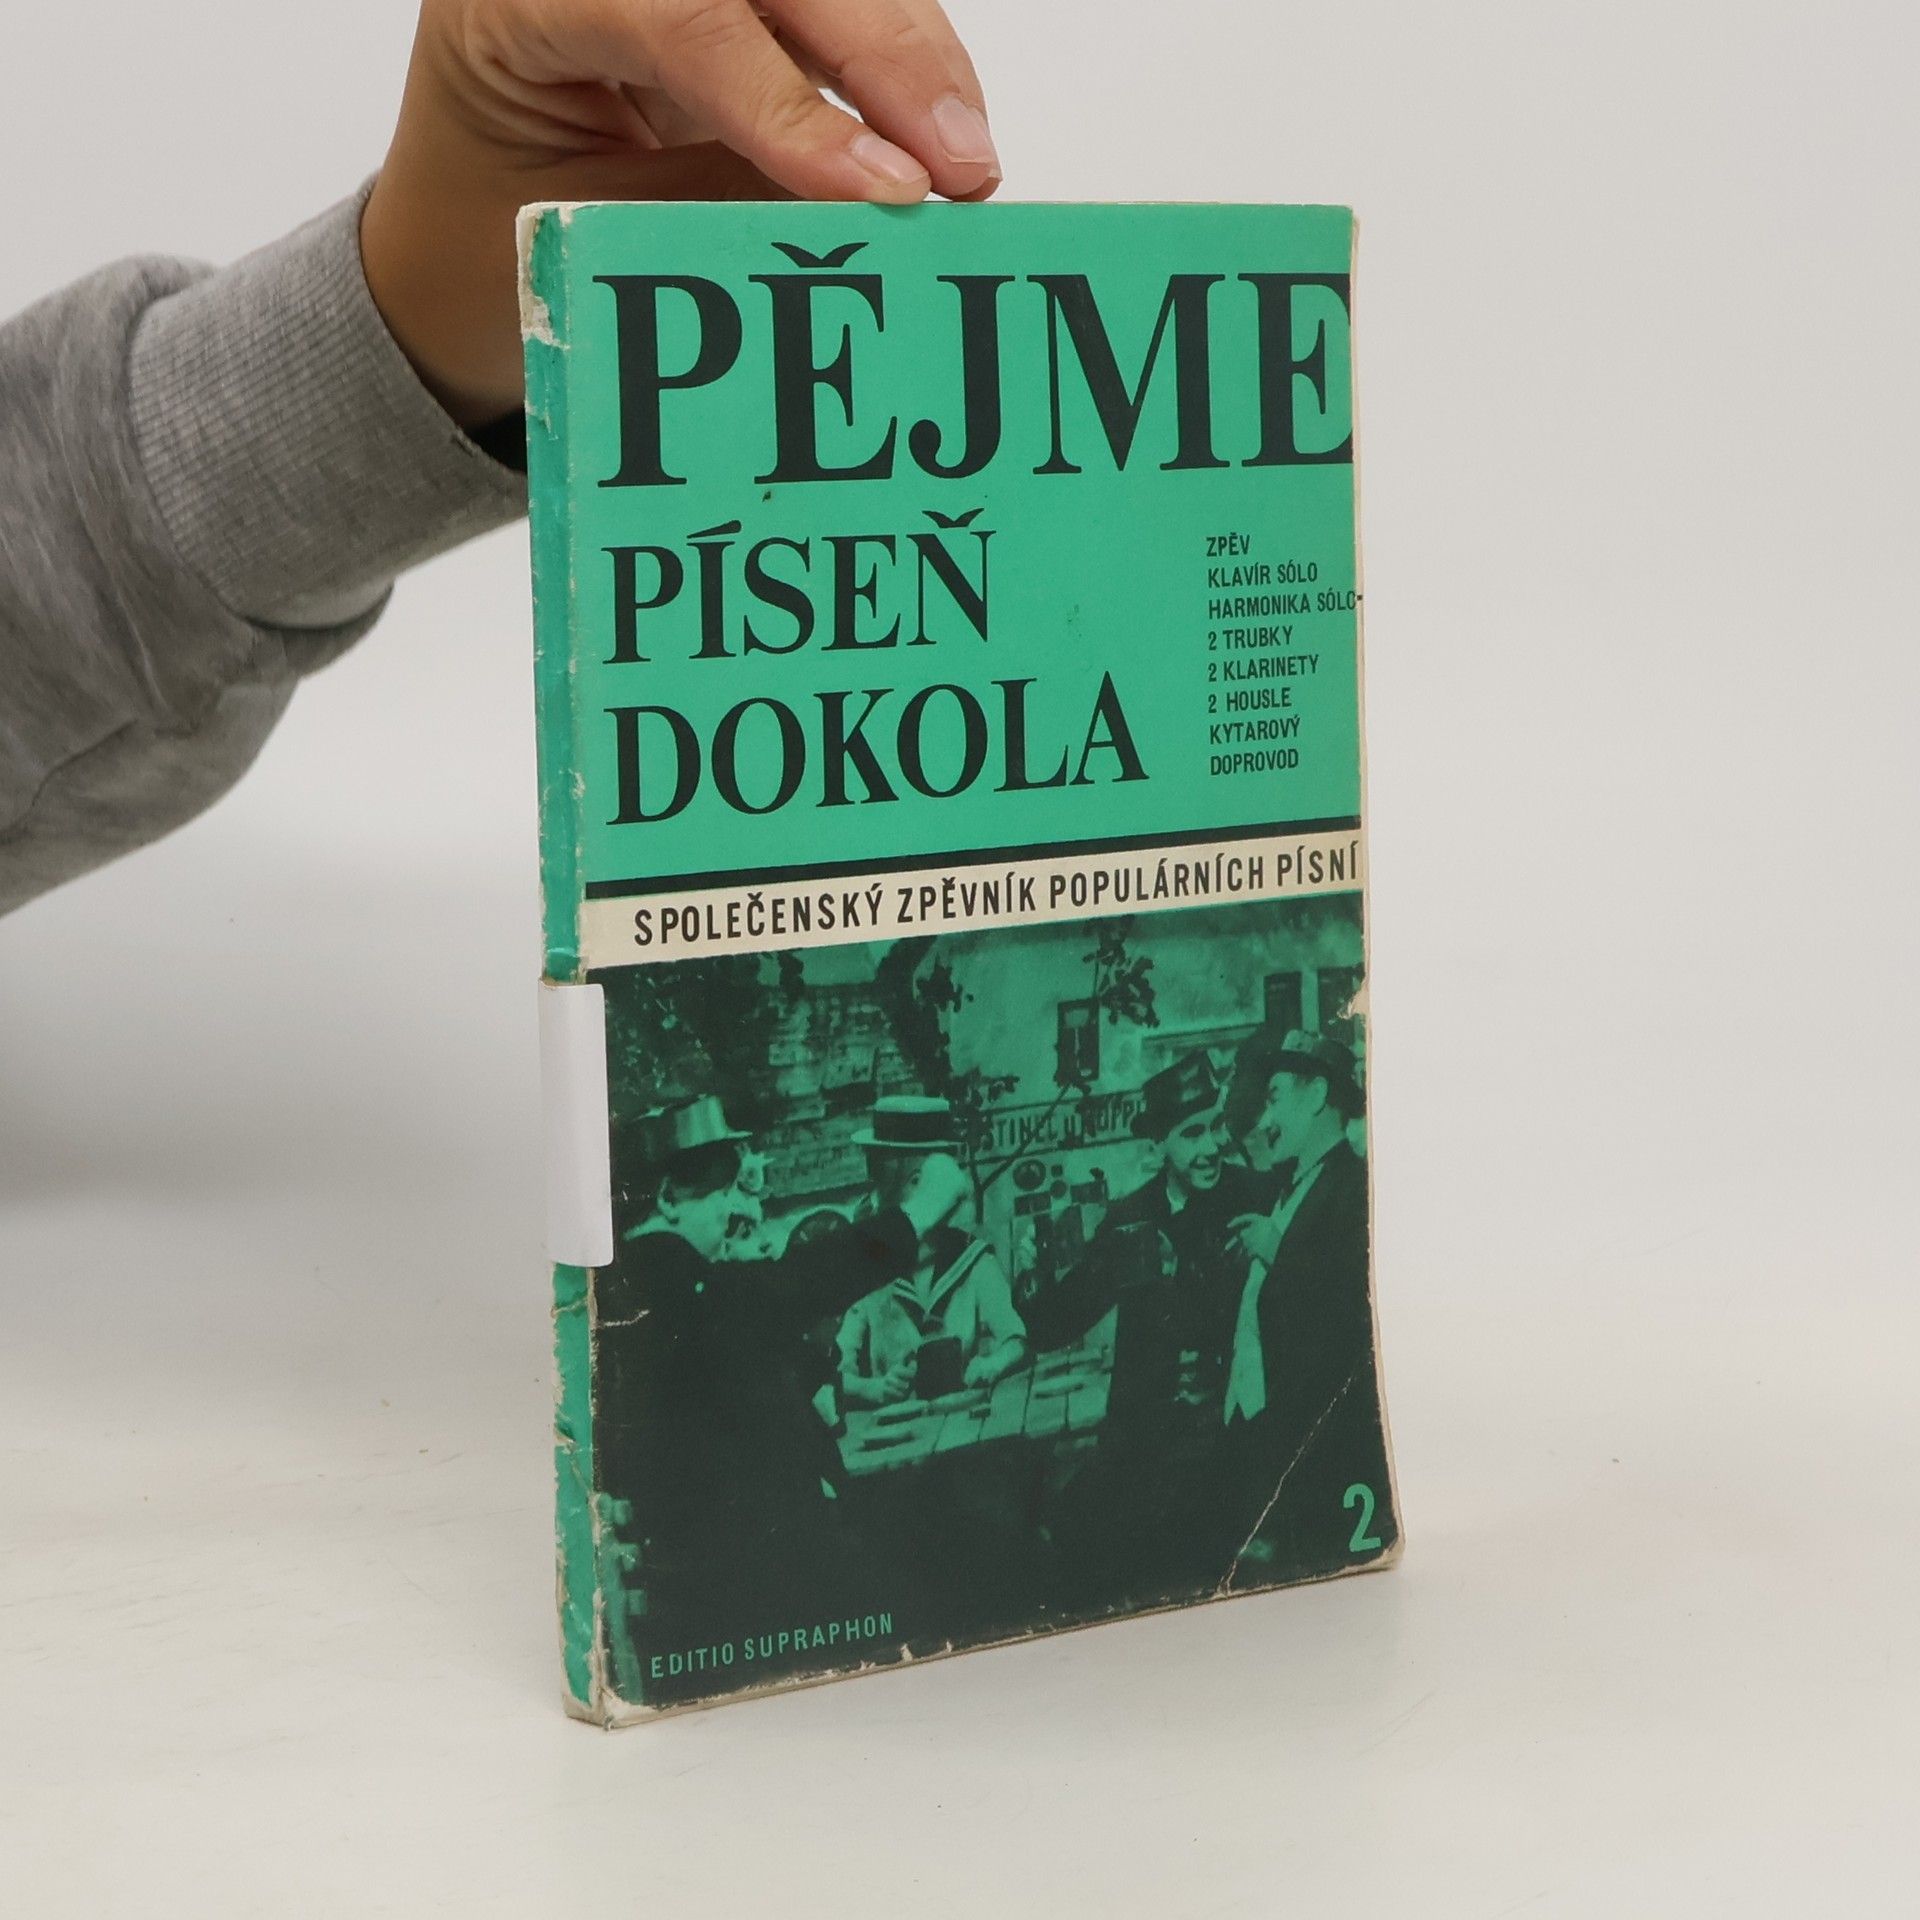 PĚJME
PÍSEŇ
DOKOLA
ZPĚV
KLAVÍR SÓLO
HARMONIKA SÓLO
2 TRUBKY
2 KLARINETY
2 HOUSLE
KYTAROVÝ
DOPROVOD
SPOLEČENSKÝ ZPĚVNÍK POPULÁRNÍCH PÍSNÍ
2
EDITIO SUPRAPHON